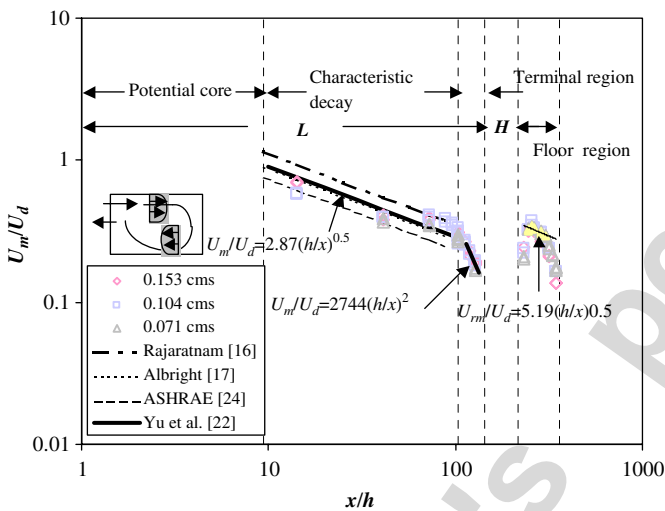 10
1
0.1
0.01
U_m/U_d
Potential core
Characteristic
decay
Terminal region
L
H
Floor region
U_m/U_d=2.87(h/x)^0.5
U_m/U_d=2744(h/x)^2
U_rm/U_d=5.19(h/x)0.5
0.153 cms
0.104 cms
0.071 cms
Rajaratnam [16]
Albright [17]
ASHRAE [24]
Yu et al. [22]
1
10
100
1000
x/h